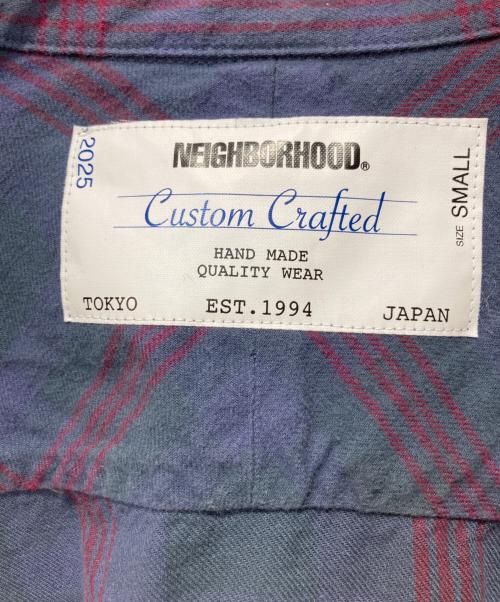 NEIGHBORHOOD®
Custom Crafted
HAND MADE
QUALITY WEAR
TOKYO EST.1994 JAPAN
2025
SIZE SMALL